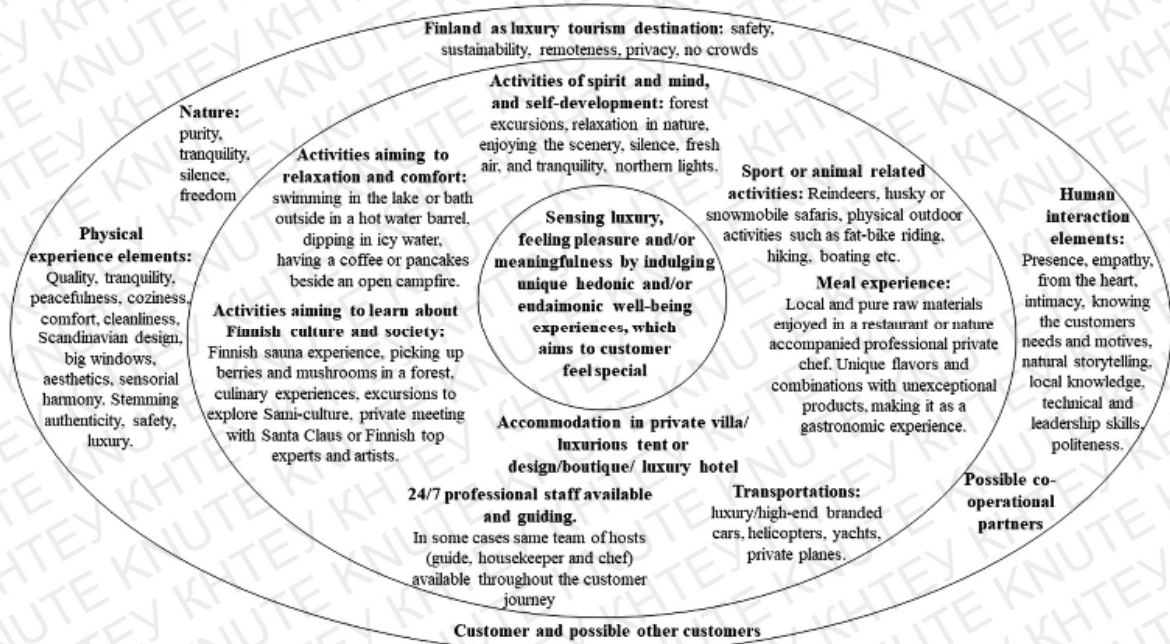 Finland as luxury tourism destination: safety,
sustainability, remoteness, privacy, no crowds
Activities of spirit and mind,
and self-development: forest
excursions, relaxation in nature,
enjoying the scenery, silence, fresh
air, and tranquility, northern lights.
Nature:
purity,
tranquility,
silence,
freedom
Activities aiming to
relaxation and comfort:
swimming in the lake or bath
outside in a hot water barrel,
dipping in icy water,
having a coffee or pancakes
beside an open campfire.
Sport or animal related
activities: Reindeers, husky or
snowmobile safaris, physical outdoor
activities such as fat-bike riding,
hiking, boating etc.
Human
interaction
elements:
Presence, empathy,
from the heart,
intimacy, knowing
the customers
needs and motives,
natural storytelling,
local knowledge,
technical and
leadership skills,
politeness.
Physical
experience elements:
Quality, tranquility,
peacefulness, coziness,
comfort, cleanliness,
Scandinavian design,
big windows,
aesthetics, sensorial
harmony, Stemming
authenticity, safety,
luxury.
Sensing luxury,
feeling pleasure and/or
meaningfulness by indulging
unique hedonic and/or
endaimonic well-being
experiences, which
aims to customer
feel special
Meal experience:
Local and pure raw materials
enjoyed in a restaurant or nature
accompanied professional private
chef. Unique flavors and
combinations with unexceptional
products, making it as a
gastronomic experience.
Activities aiming to learn about
Finnish culture and society:
Finnish sauna experience, picking up
berries and mushrooms in a forest,
culinary experiences, excursions to
explore Sami-culture, private meeting
with Santa Claus or Finnish top
experts and artists.
Accommodation in private villa/
luxurious tent or
design/boutique/ luxury hotel
24/7 professional staff available
and guiding.
In some cases same team of hosts
(guide, housekeeper and chef)
available throughout the customer
journey
Transportations:
luxury/high-end branded
cars, helicopters, yachts,
private planes.
Possible co-
operational
partners
Customer and possible other customers